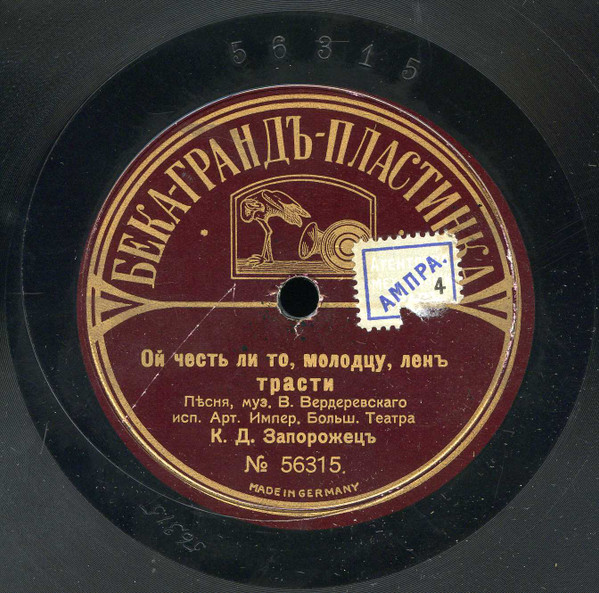 56315
БЕКА-ГРАНДЪ-ПЛАСТИНКА
АМПРА.
4
Ой честь ли то, молодцу, ленъ
трасти
Пѣсня, муз. В. Вердеревскаго
исп. Арт. Импер. Больш. Театра
К. Д. Запорожецъ
№ 56315.
MADE IN GERMANY
56315